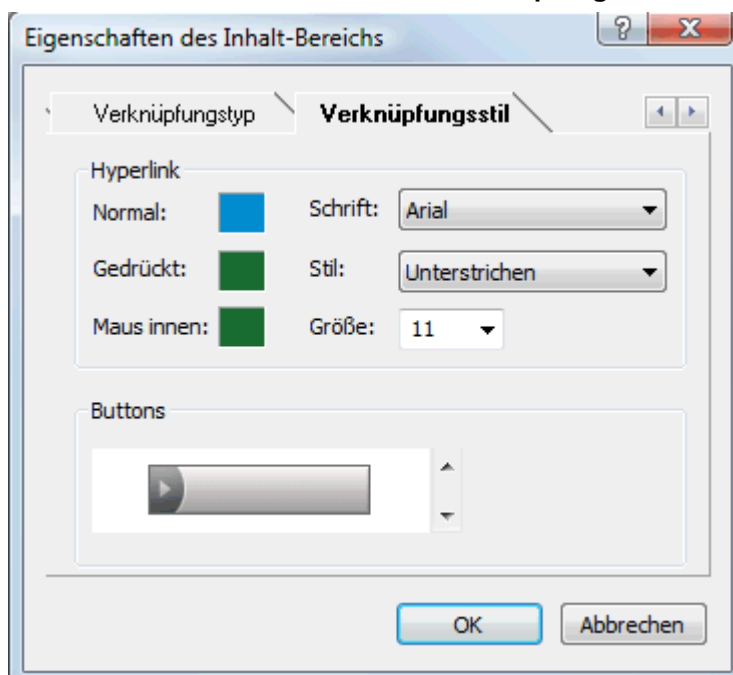 Eigenschaften des Inhalt-Bereichs
Verknüpfungstyp Verknüpfungsstil
Hyperlink
Normal: Schrift: Arial
Gedrückt: Stil: Unterstrichen
Maus innen: Größe: 11
Buttons
OK Abbrechen